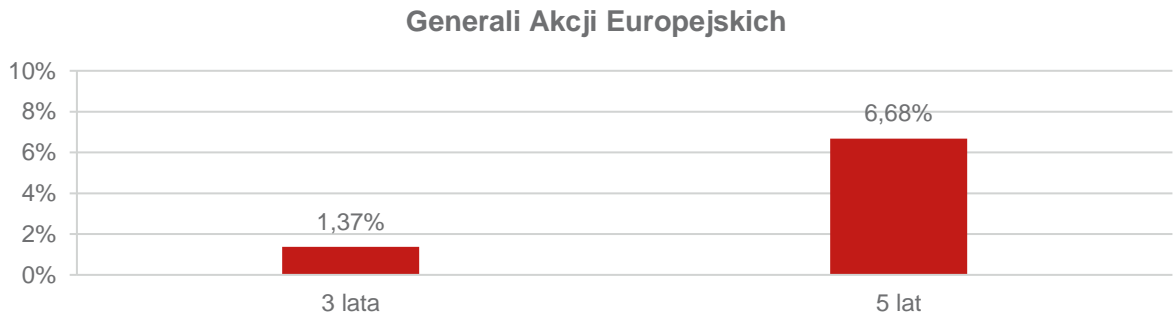 Generali Akcji Europejskich
10%
8%
6%
4%
2%
0%
1,37%
6,68%
3 lata
5 lat